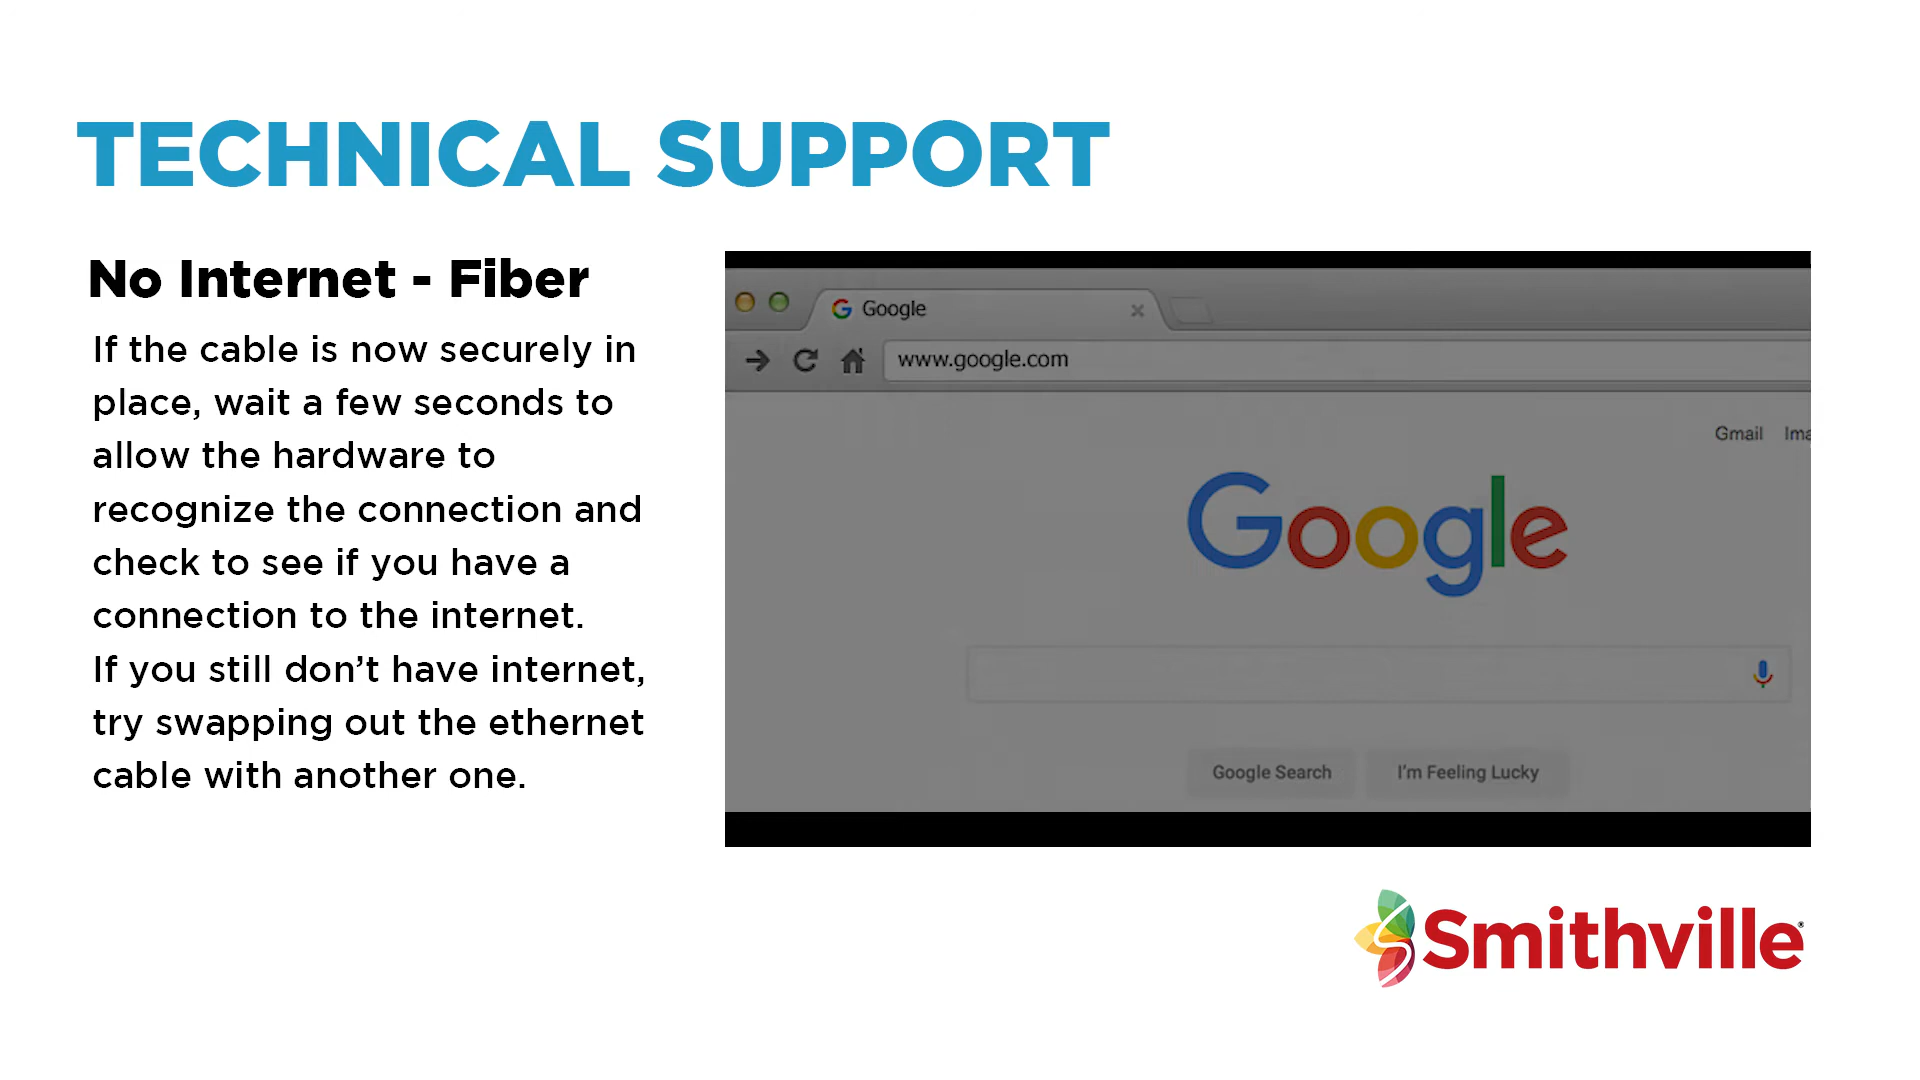 TECHNICAL SUPPORT
No Internet - Fiber
If the cable is now securely in
place, wait a few seconds to
allow the hardware to
recognize the connection and
check to see if you have a
connection to the internet.
If you still don’t have internet,
try swapping out the ethernet
cable with another one.
Google
www.google.com
Gmail Ima
Google
Google Search I'm Feeling Lucky
Smithville®